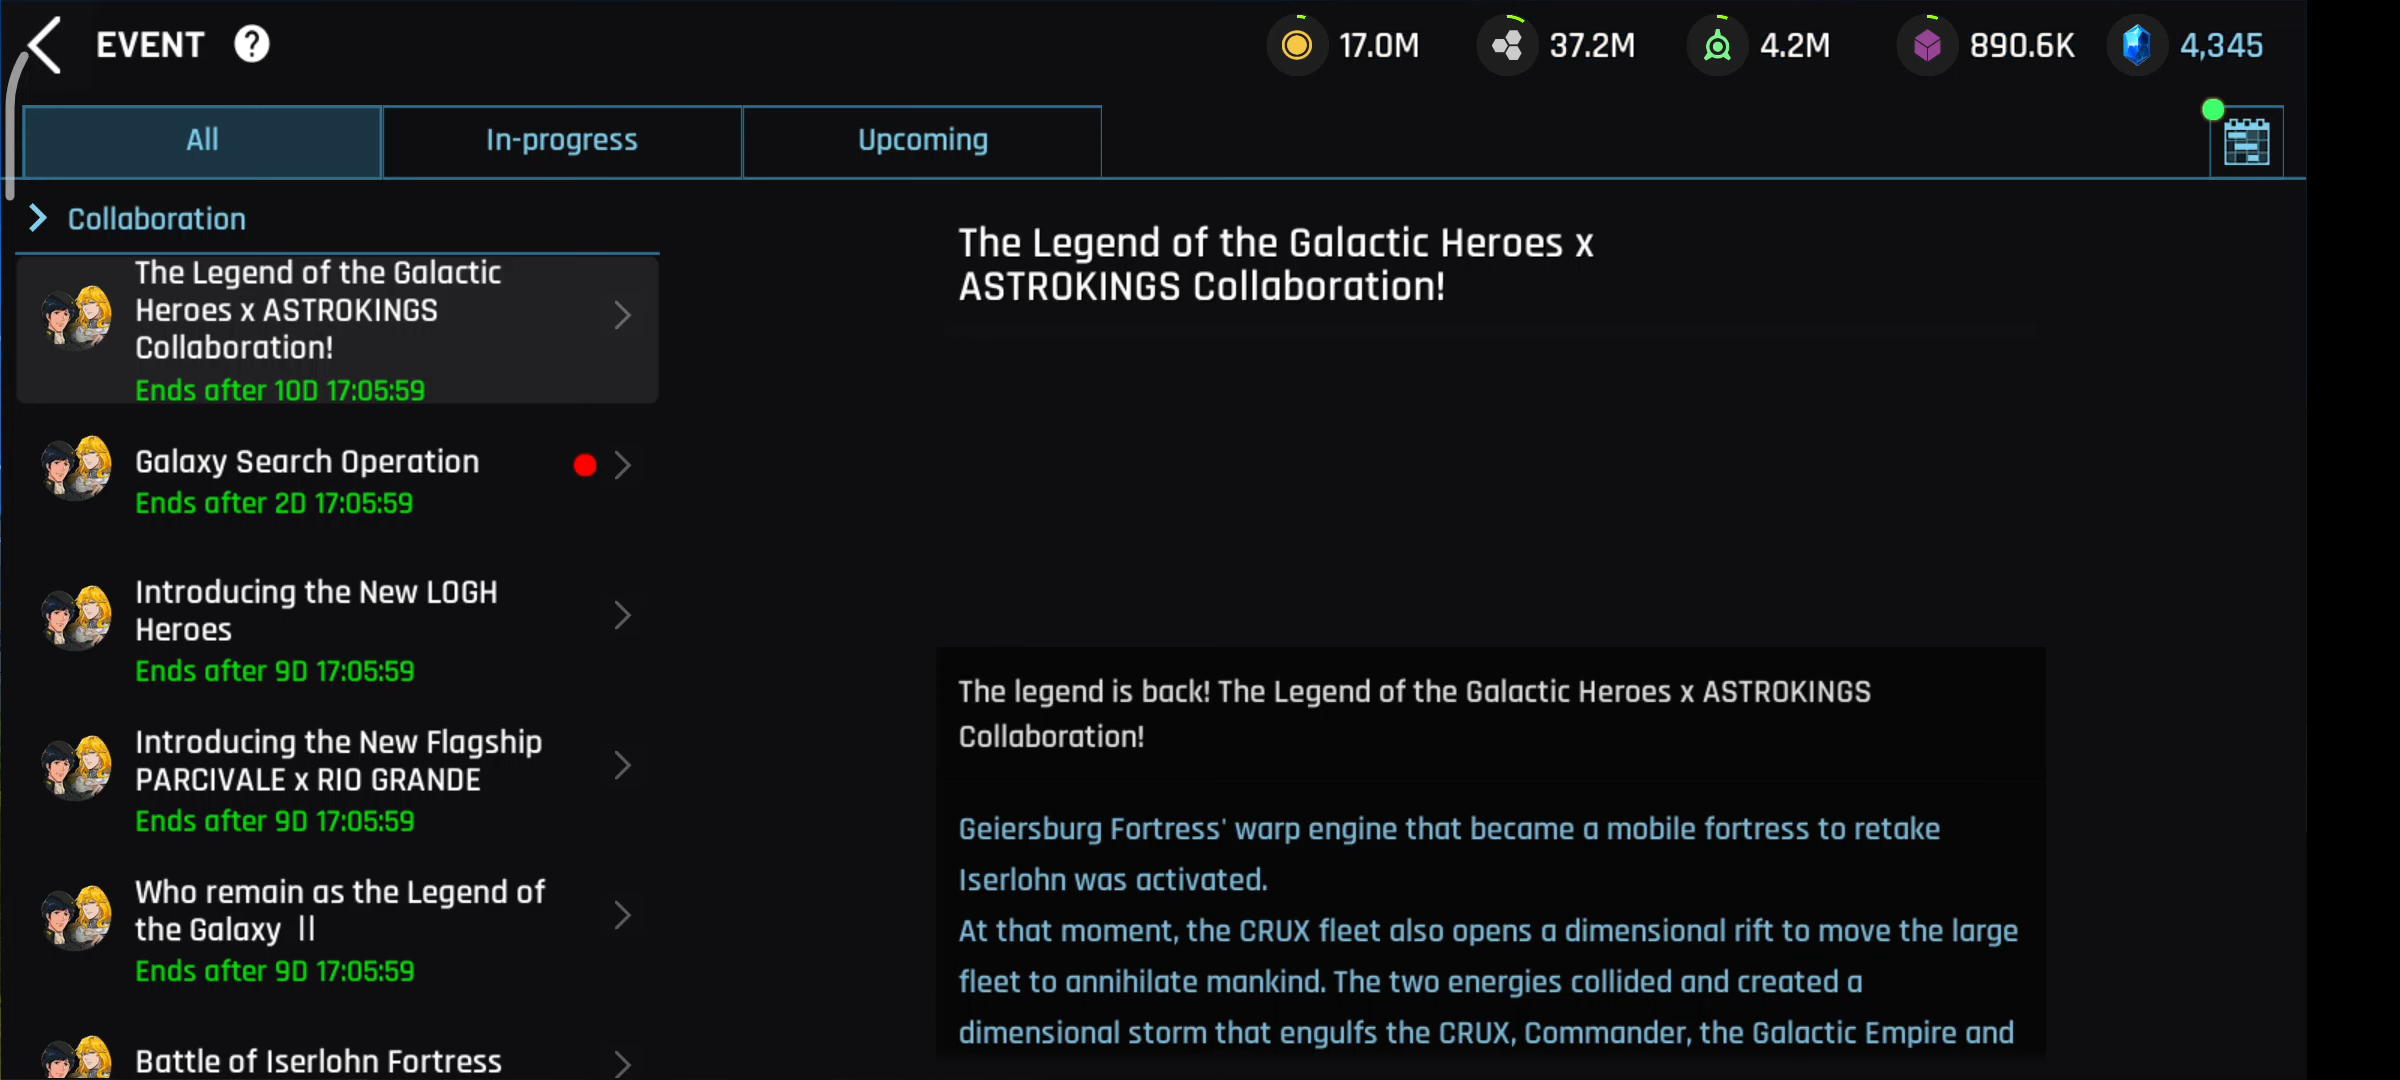 EVENT ?
17.0M
37.2M
4.2M
890.6K
4,345
All
In-progress
Upcoming
Collaboration
The Legend of the Galactic
Heroes x ASTROKINGS
Collaboration!
Ends after 10D 17:05:59
Galaxy Search Operation
Ends after 2D 17:05:59
Introducing the New LOGH
Heroes
Ends after 9D 17:05:59
Introducing the New Flagship
PARCIVALE x RIO GRANDE
Ends after 9D 17:05:59
Who remain as the Legend of
the Galaxy Ⅱ
Ends after 9D 17:05:59
Battle of Iserlohn Fortress
The Legend of the Galactic Heroes x
ASTROKINGS Collaboration!
The legend is back! The Legend of the Galactic Heroes x ASTROKINGS
Collaboration!
Geiersburg Fortress' warp engine that became a mobile fortress to retake
Iserlohn was activated.
At that moment, the CRUX fleet also opens a dimensional rift to move the large
fleet to annihilate mankind. The two energies collided and created a
dimensional storm that engulfs the CRUX, Commander, the Galactic Empire and